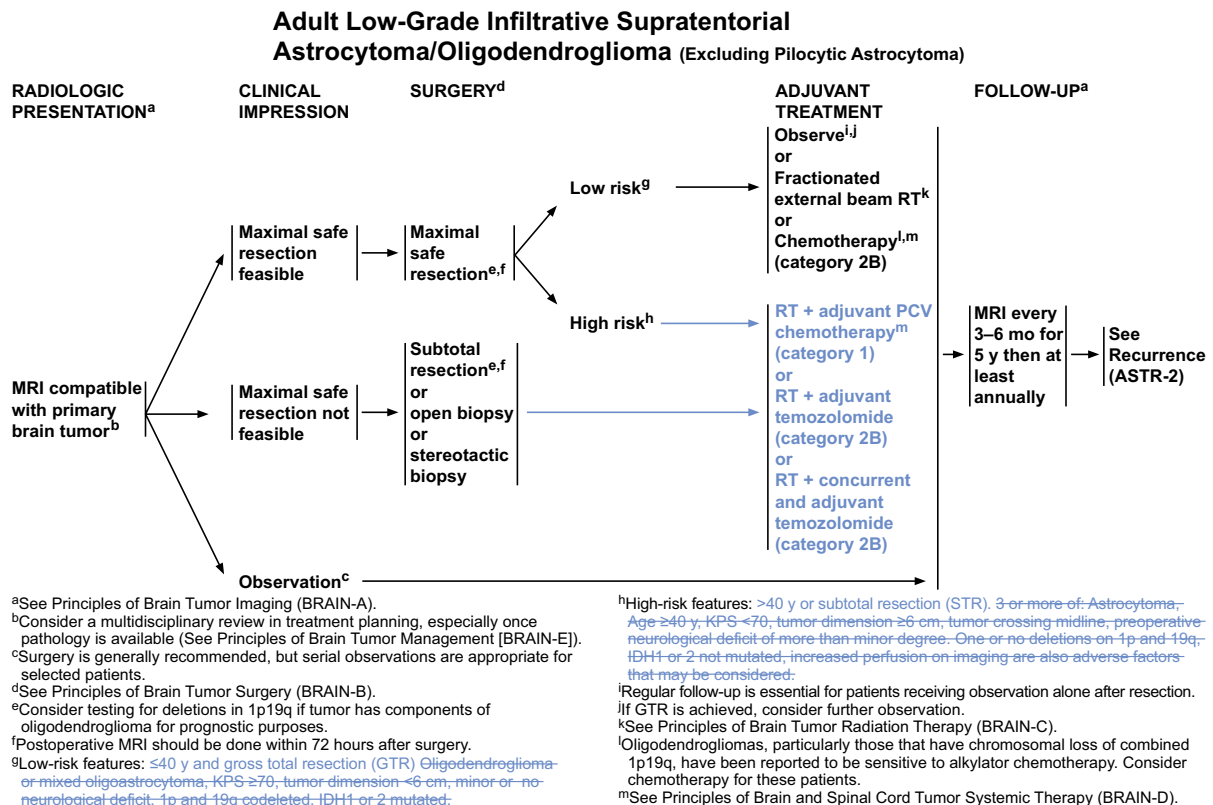 Adult Low-Grade Infiltrative Supratentorial
Astrocytoma/Oligodendroglioma (Excluding Pilocytic Astrocytoma)
RADIOLOGIC
PRESENTATIONa
CLINICAL
IMPRESSION
SURGERYd
ADJUVANT
TREATMENT
FOLLOW-UPa
MRI compatible
with primary
brain tumorb
Maximal safe
resection
feasible
Maximal
safe
resectione,f
Low riskg
Observei,j
or
Fractionated
external beam RTk
or
Chemotherapyl,m
(category 2B)
High riskh
RT + adjuvant PCV
chemotherapym
(category 1)
or
RT + adjuvant
temozolomide
(category 2B)
or
RT + concurrent
and adjuvant
temozolomide
(category 2B)
Maximal safe
resection not
feasible
Subtotal
resectione,f
or
open biopsy
or
stereotactic
biopsy
Observationc
MRI every
3–6 mo for
5 y then at
least
annually
See
Recurrence
(ASTR-2)
aSee Principles of Brain Tumor Imaging (BRAIN-A).
bConsider a multidisciplinary review in treatment planning, especially once
pathology is available (See Principles of Brain Tumor Management [BRAIN-E]).
cSurgery is generally recommended, but serial observations are appropriate for
selected patients.
dSee Principles of Brain Tumor Surgery (BRAIN-B).
eConsider testing for deletions in 1p19q if tumor has components of
oligodendroglioma for prognostic purposes.
fPostoperative MRI should be done within 72 hours after surgery.
gLow-risk features: ≤40 y and gross total resection (GTR) Oligodendroglioma
or mixed oligoastrocytoma, KPS ≥70, tumor dimension <6 cm, minor or no
neurological deficit, 1p and 19q codeleted, IDH1 or 2 mutated.
hHigh-risk features: >40 y or subtotal resection (STR). 3 or more of: Astrocytoma,
Age ≥40 y, KPS <70, tumor dimension ≥6 cm, tumor crossing midline, preoperative
neurological deficit of more than minor degree. One or no deletions on 1p and 19q,
IDH1 or 2 not mutated, increased perfusion on imaging are also adverse factors
that may be considered.
iRegular follow-up is essential for patients receiving observation alone after resection.
jIf GTR is achieved, consider further observation.
kSee Principles of Brain Tumor Radiation Therapy (BRAIN-C).
lOligodendrogliomas, particularly those that have chromosomal loss of combined
1p19q, have been reported to be sensitive to alkylator chemotherapy. Consider
chemotherapy for these patients.
mSee Principles of Brain and Spinal Cord Tumor Systemic Therapy (BRAIN-D).